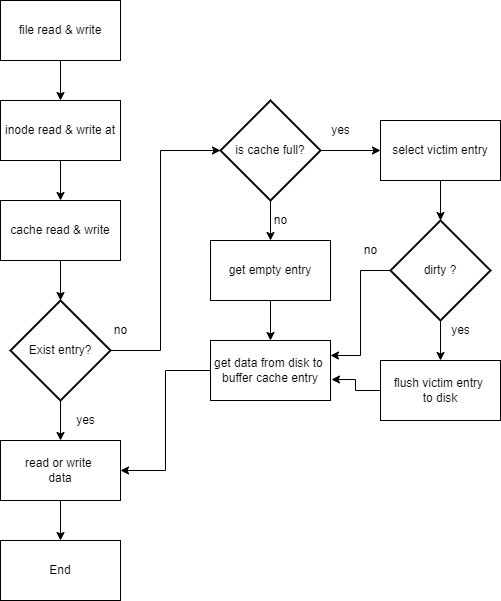 file read & write
inode read & write at
cache read & write
Exist entry?
no
yes
read or write
data
End
is cache full?
yes
no
get empty entry
get data from disk to
buffer cache entry
select victim entry
dirty ?
no
yes
flush victim entry
to disk